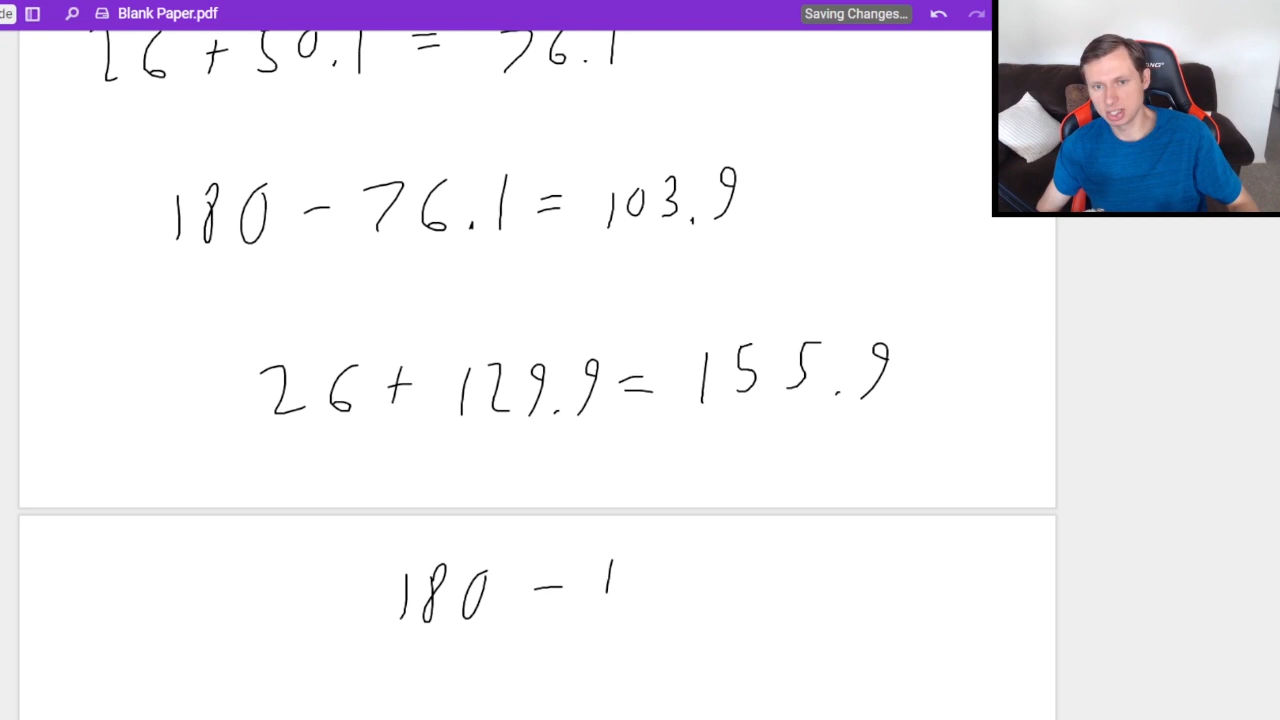 de Blank Paper.pdf Saving Changes...
26 + 50.1 = 76.1
180 - 76.1 = 103.9
26 + 129.9 = 155.9
180 - 1